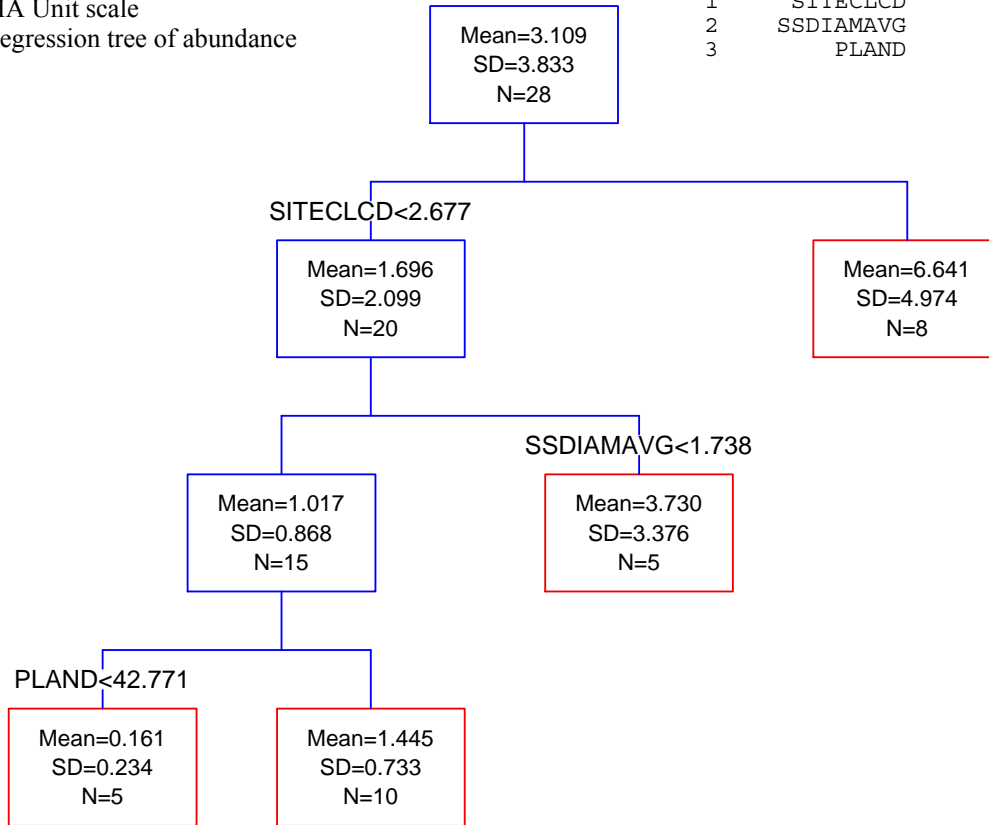 IA Unit scale
egression tree of abundance
1 SITECLCD
2 SSDIAMAVG
3 PLAND
Mean=3.109
SD=3.833
N=28
SITECLCD<2.677
Mean=1.696
SD=2.099
N=20
Mean=6.641
SD=4.974
N=8
SSDIAMAVG<1.738
Mean=1.017
SD=0.868
N=15
Mean=3.730
SD=3.376
N=5
PLAND<42.771
Mean=0.161
SD=0.234
N=5
Mean=1.445
SD=0.733
N=10